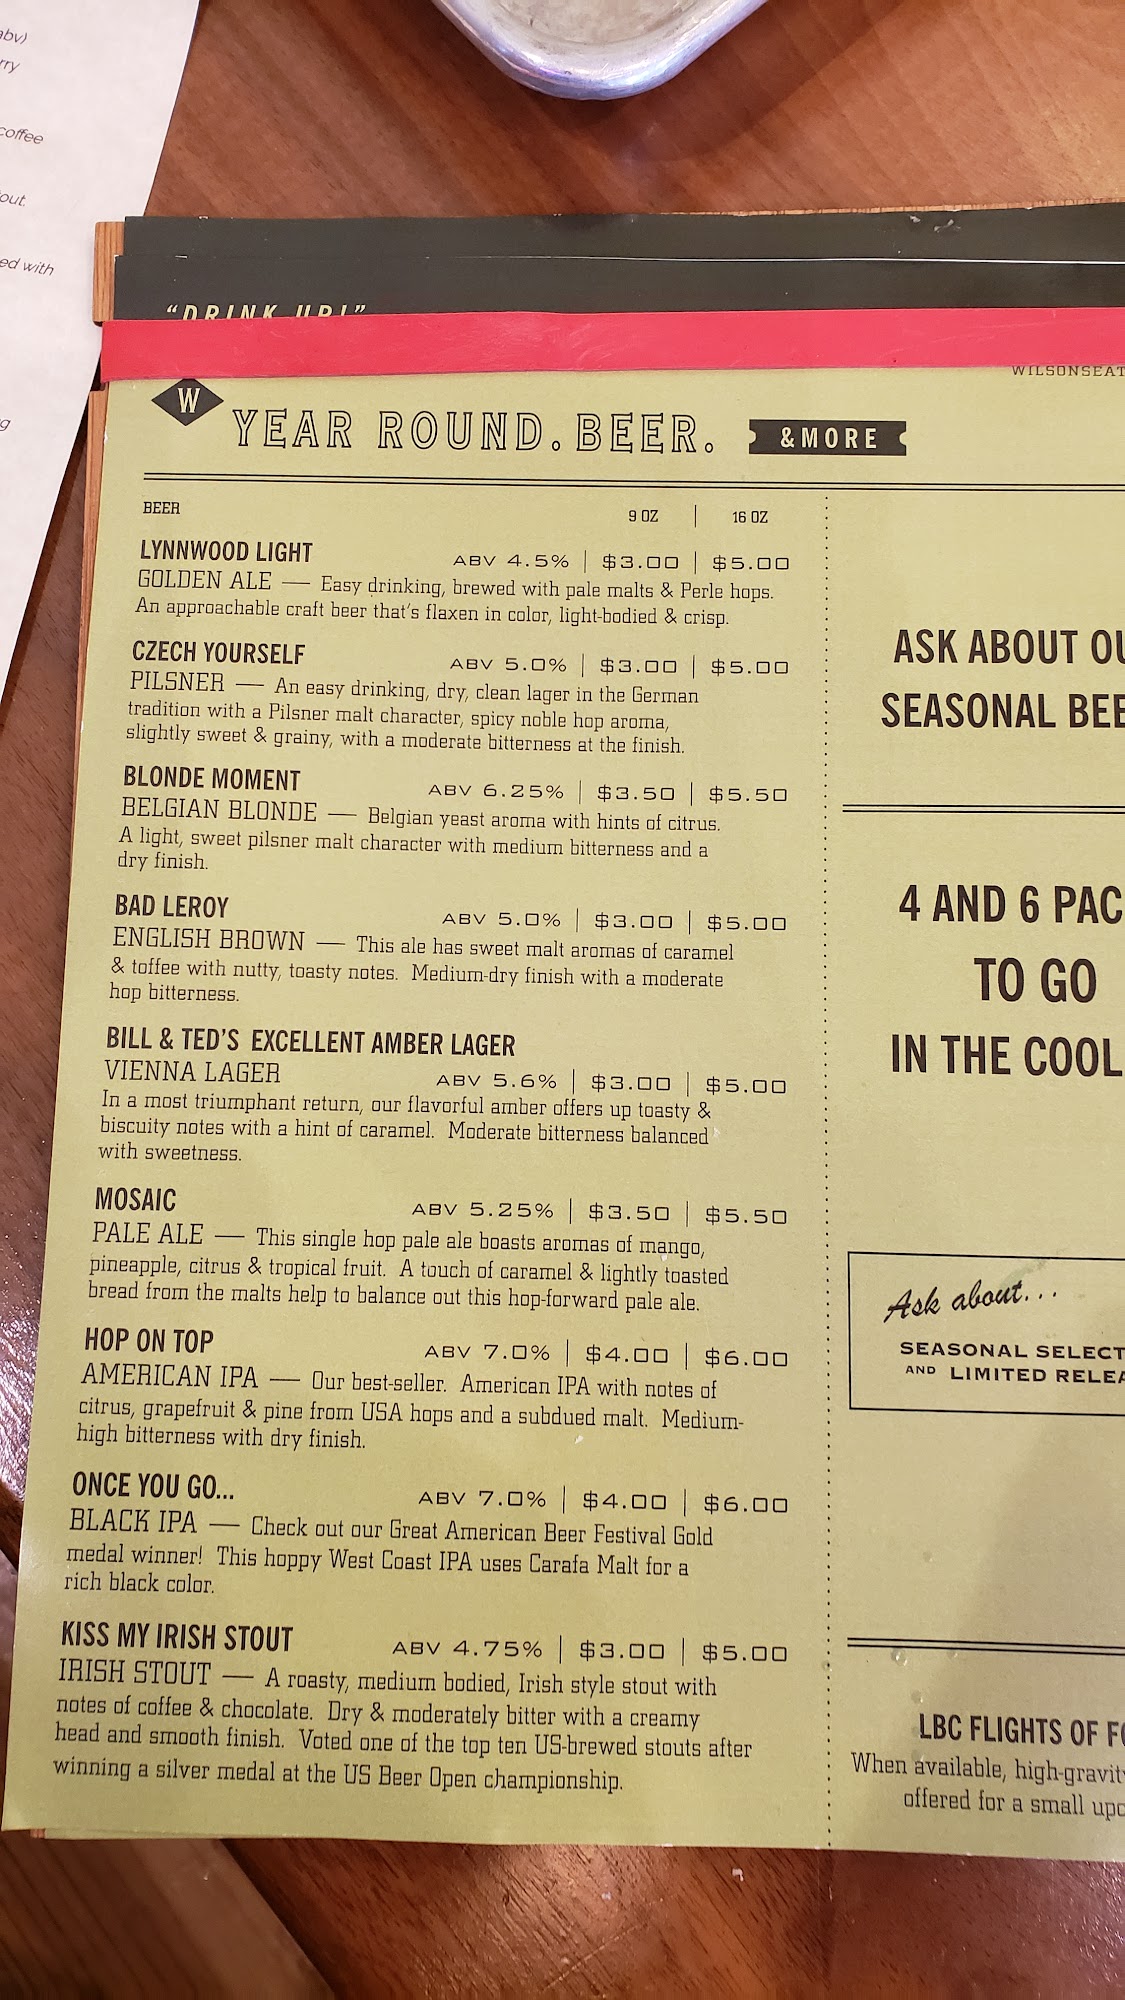 abv)
rry
coffee
out.
ed with
g
"DRINK UP!"
WILSONSEAT
W
YEAR ROUND. BEER. &MORE
BEER 9 OZ | 16 OZ
LYNNWOOD LIGHT ABV 4.5% | $3.00 | $5.00
GOLDEN ALE — Easy drinking, brewed with pale malts & Perle hops.
An approachable craft beer that's flaxen in color, light-bodied & crisp.
CZECH YOURSELF ABV 5.0% | $3.00 | $5.00
PILSNER — An easy drinking, dry, clean lager in the German
tradition with a Pilsner malt character, spicy noble hop aroma,
slightly sweet & grainy, with a moderate bitterness at the finish.
BLONDE MOMENT ABV 6.25% | $3.50 | $5.50
BELGIAN BLONDE — Belgian yeast aroma with hints of citrus.
A light, sweet pilsner malt character with medium bitterness and a
dry finish.
BAD LEROY ABV 5.0% | $3.00 | $5.00
ENGLISH BROWN — This ale has sweet malt aromas of caramel
& toffee with nutty, toasty notes. Medium-dry finish with a moderate
hop bitterness.
BILL & TED'S EXCELLENT AMBER LAGER
VIENNA LAGER ABV 5.6% | $3.00 | $5.00
In a most triumphant return, our flavorful amber offers up toasty &
biscuity notes with a hint of caramel. Moderate bitterness balanced
with sweetness.
MOSAIC ABV 5.25% | $3.50 | $5.50
PALE ALE — This single hop pale ale boasts aromas of mango,
pineapple, citrus & tropical fruit. A touch of caramel & lightly toasted
bread from the malts help to balance out this hop-forward pale ale.
HOP ON TOP ABV 7.0% | $4.00 | $6.00
AMERICAN IPA — Our best-seller. American IPA with notes of
citrus, grapefruit & pine from USA hops and a subdued malt. Medium-
high bitterness with dry finish.
ONCE YOU GO... ABV 7.0% | $4.00 | $6.00
BLACK IPA — Check out our Great American Beer Festival Gold
medal winner! This hoppy West Coast IPA uses Carafa Malt for a
rich black color.
KISS MY IRISH STOUT ABV 4.75% | $3.00 | $5.00
IRISH STOUT — A roasty, medium bodied, Irish style stout with
notes of coffee & chocolate. Dry & moderately bitter with a creamy
head and smooth finish. Voted one of the top ten US-brewed stouts after
winning a silver medal at the US Beer Open championship.
ASK ABOUT OU
SEASONAL BEE
4 AND 6 PAC
TO GO
IN THE COOL
Ask about...
SEASONAL SELECT
AND LIMITED RELEA
LBC FLIGHTS OF FO
When available, high-gravity
offered for a small upc